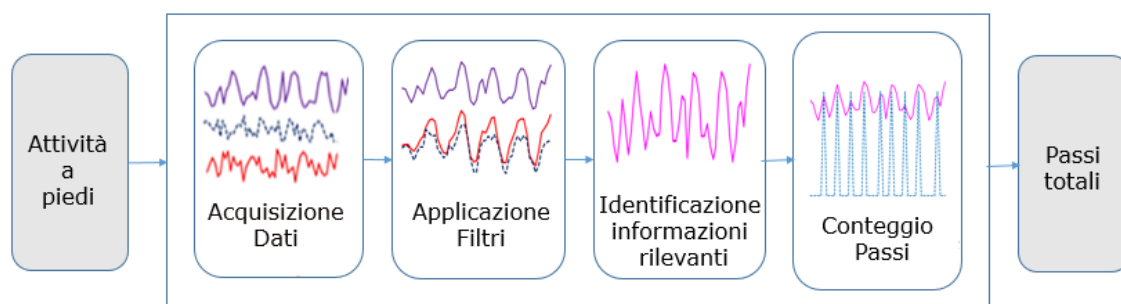 Attività
a
piedi
Acquisizione
Dati
Applicazione
Filtri
Identificazione
informazioni
rilevanti
Conteggio
Passi
Passi
totali